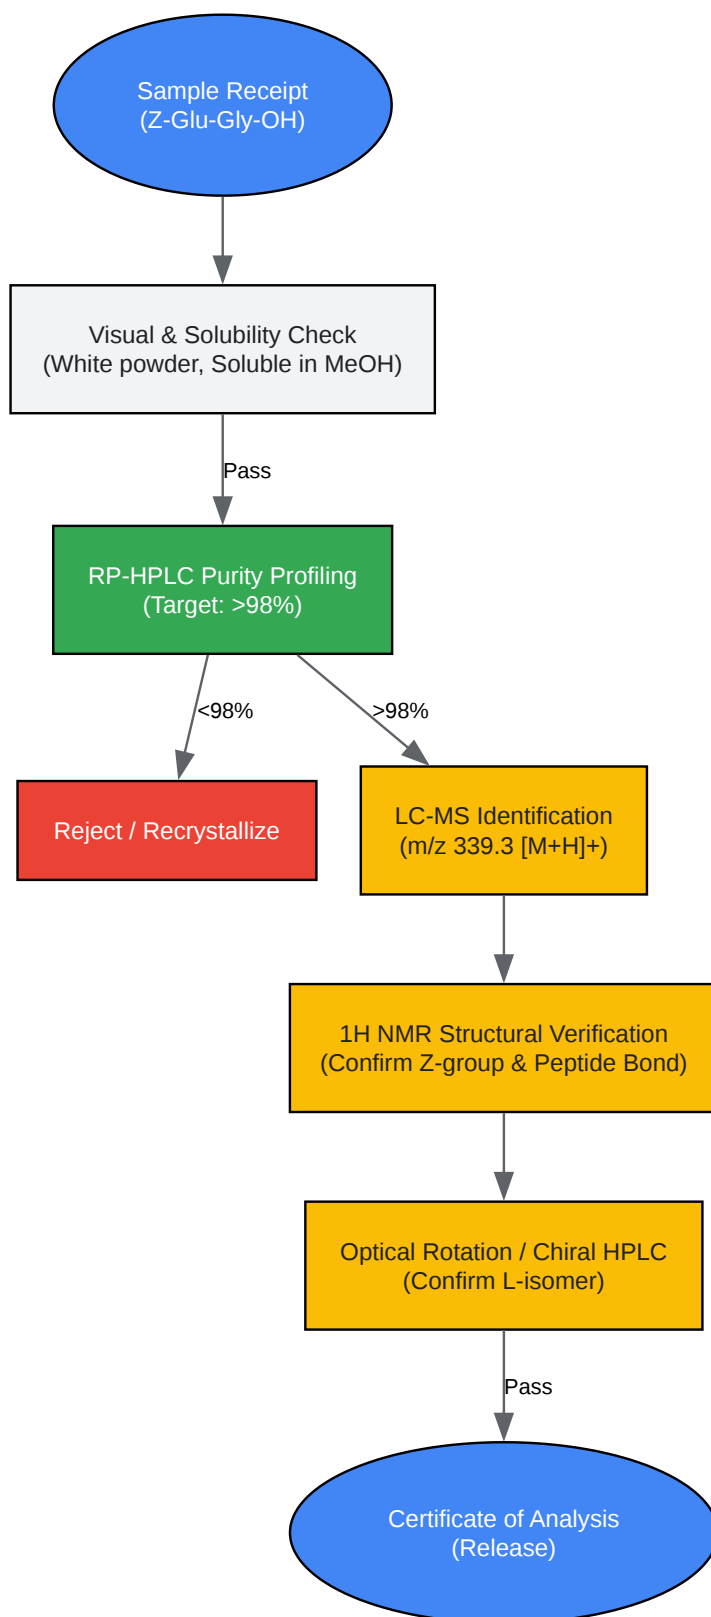 Sample Receipt
(Z-Glu-Gly-OH)
Visual & Solubility Check
(White powder, Soluble in MeOH)
Pass
RP-HPLC Purity Profiling
(Target: >98%)
<98%
>98%
Reject / Recrystallize
LC-MS Identification
(m/z 339.3 [M+H]+)
1H NMR Structural Verification
(Confirm Z-group & Peptide Bond)
Optical Rotation / Chiral HPLC
(Confirm L-isomer)
Pass
Certificate of Analysis
(Release)